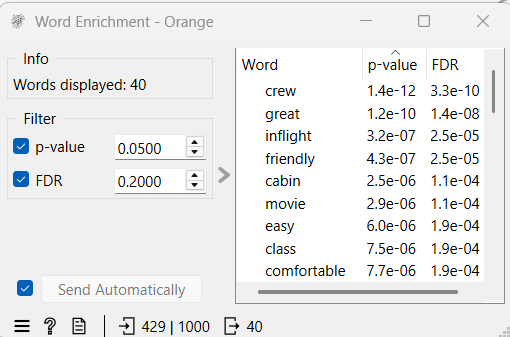 Word Enrichment - Orange
Info
Words displayed: 40
Filter
p-value 0.0500
FDR 0.2000
Send Automatically
Word p-value FDR
crew 1.4e-12 3.3e-10
great 1.2e-10 1.4e-08
inflight 3.2e-07 2.5e-05
friendly 4.3e-07 2.5e-05
cabin 2.5e-06 1.1e-04
movie 2.9e-06 1.1e-04
easy 6.0e-06 1.9e-04
class 7.5e-06 1.9e-04
comfortable 7.7e-06 1.9e-04
? 429 | 1000 40